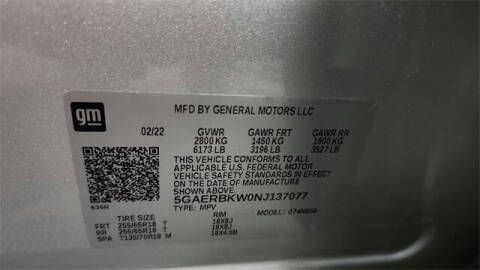 gm
MFD BY GENERAL MOTORS LLC
02/22 GVWR GAWR FRT GAWR RR
2800 KG 1450 KG 1600 KG
6173 LB 3196 LB 3527 LB
THIS VEHICLE CONFORMS TO ALL
APPLICABLE U.S. FEDERAL MOTOR
VEHICLE SAFETY STANDARDS IN EFFECT
ON THE DATE OF MANUFACTURE
SHOWN ABOVE.
5GAERBKW0NJ137077
TYPE: MPV MODEL:
TIRE SIZE RIM
FRT 255/65R18 T 18X8J
RR 255/65R18 T 18X8J
SPA T135/70R18 M 18X4.5B